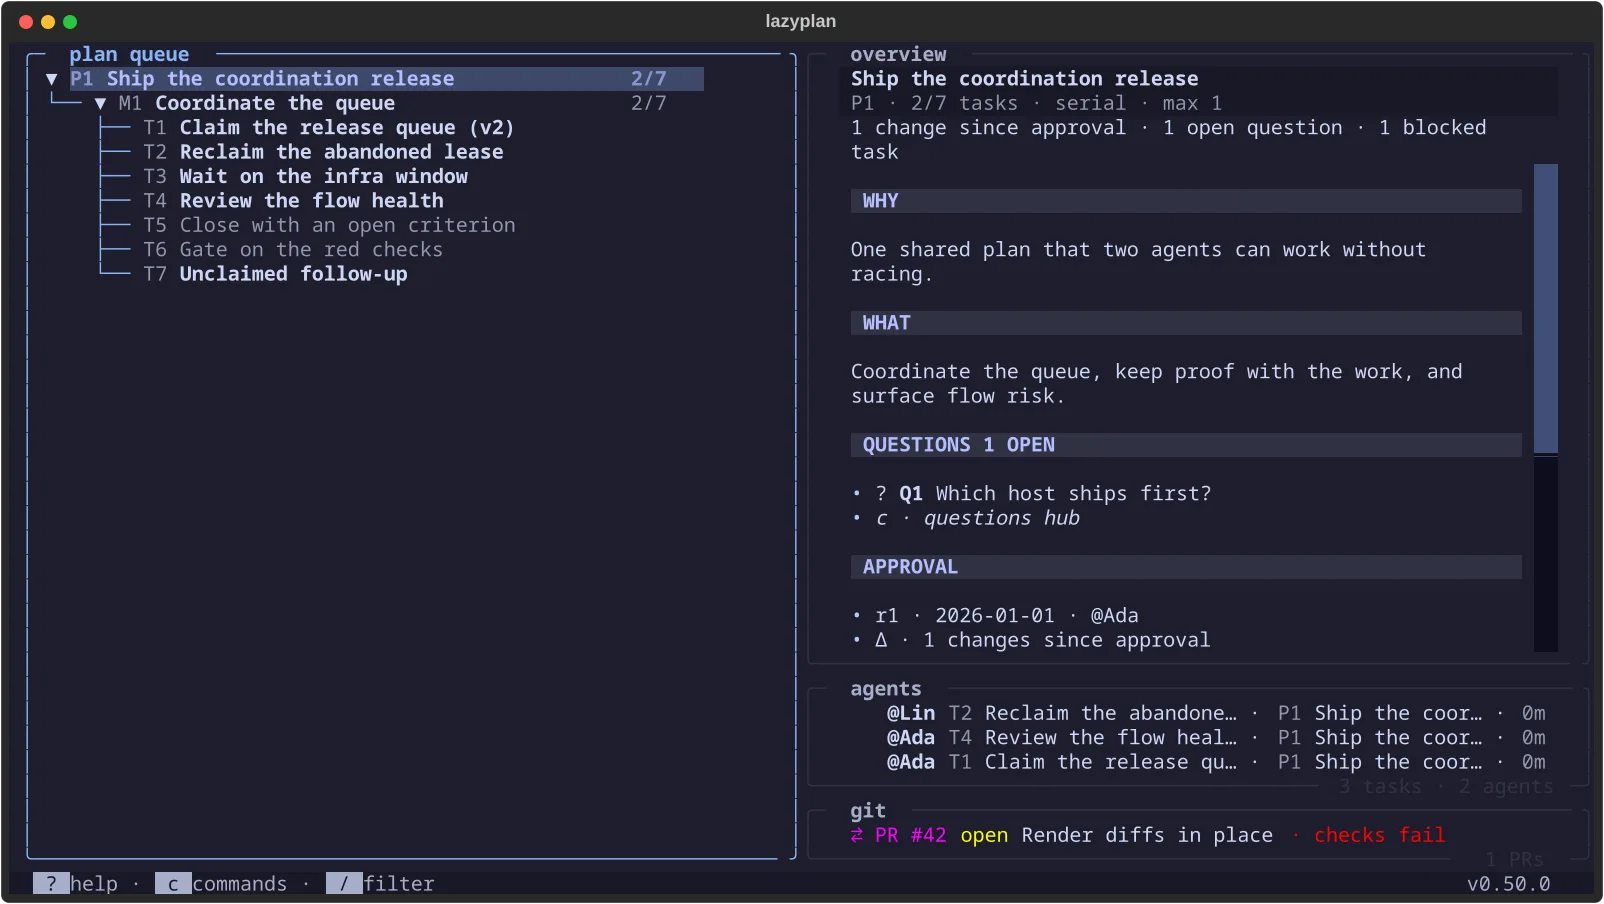 lazyplan
plan queue
▼ P1 Ship the coordination release 2/7
▼ M1 Coordinate the queue 2/7
T1 Claim the release queue (v2)
T2 Reclaim the abandoned lease
T3 Wait on the infra window
T4 Review the flow health
T5 Close with an open criterion
T6 Gate on the red checks
T7 Unclaimed follow-up
overview
Ship the coordination release
P1 · 2/7 tasks · serial · max 1
1 change since approval · 1 open question · 1 blocked
task
WHY
One shared plan that two agents can work without
racing.
WHAT
Coordinate the queue, keep proof with the work, and
surface flow risk.
QUESTIONS 1 OPEN
• ? Q1 Which host ships first?
• c · questions hub
APPROVAL
• r1 · 2026-01-01 · @Ada
• Δ · 1 changes since approval
agents
@Lin T2 Reclaim the abandone… · P1 Ship the coor… · 0m
@Ada T4 Review the flow heal… · P1 Ship the coor… · 0m
@Ada T1 Claim the release qu… · P1 Ship the coor… · 0m
3 tasks · 2 agents
git
⇄ PR #42 open Render diffs in place · checks fail
1 PRs
? help · c commands · / filter
v0.50.0